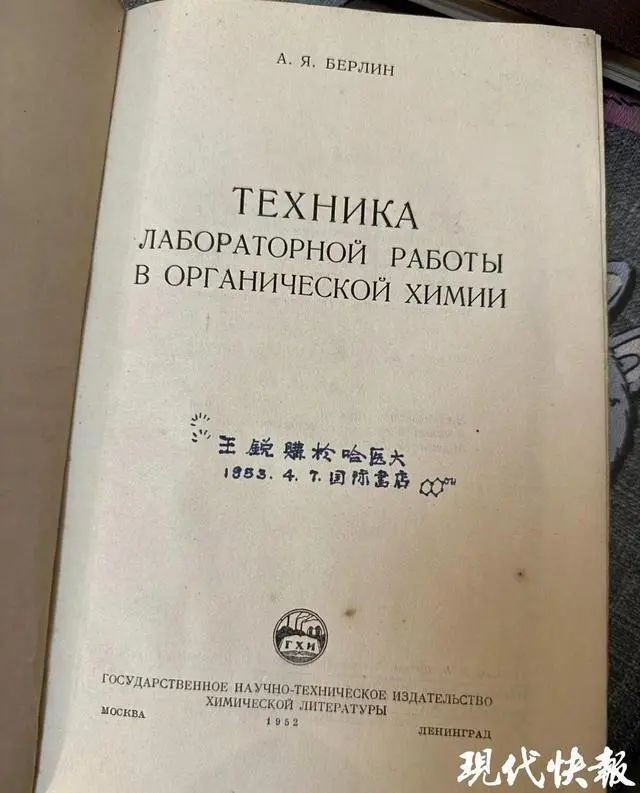 А. Я. БЕРЛИН
ТЕХНИКА
ЛАБОРАТОРНОЙ РАБОТЫ
В ОРГАНИЧЕСКОЙ ХИМИИ
王銳購於哈医大
1953. 4. 7. 国际書店
OH
ГХИ
ГОСУДАРСТВЕННОЕ НАУЧНО-ТЕХНИЧЕСКОЕ ИЗДАТЕЛЬСТВО
ХИМИЧЕСКОЙ ЛИТЕРАТУРЫ
МОСКВА 1952 ЛЕНИНГРАД
現代快報